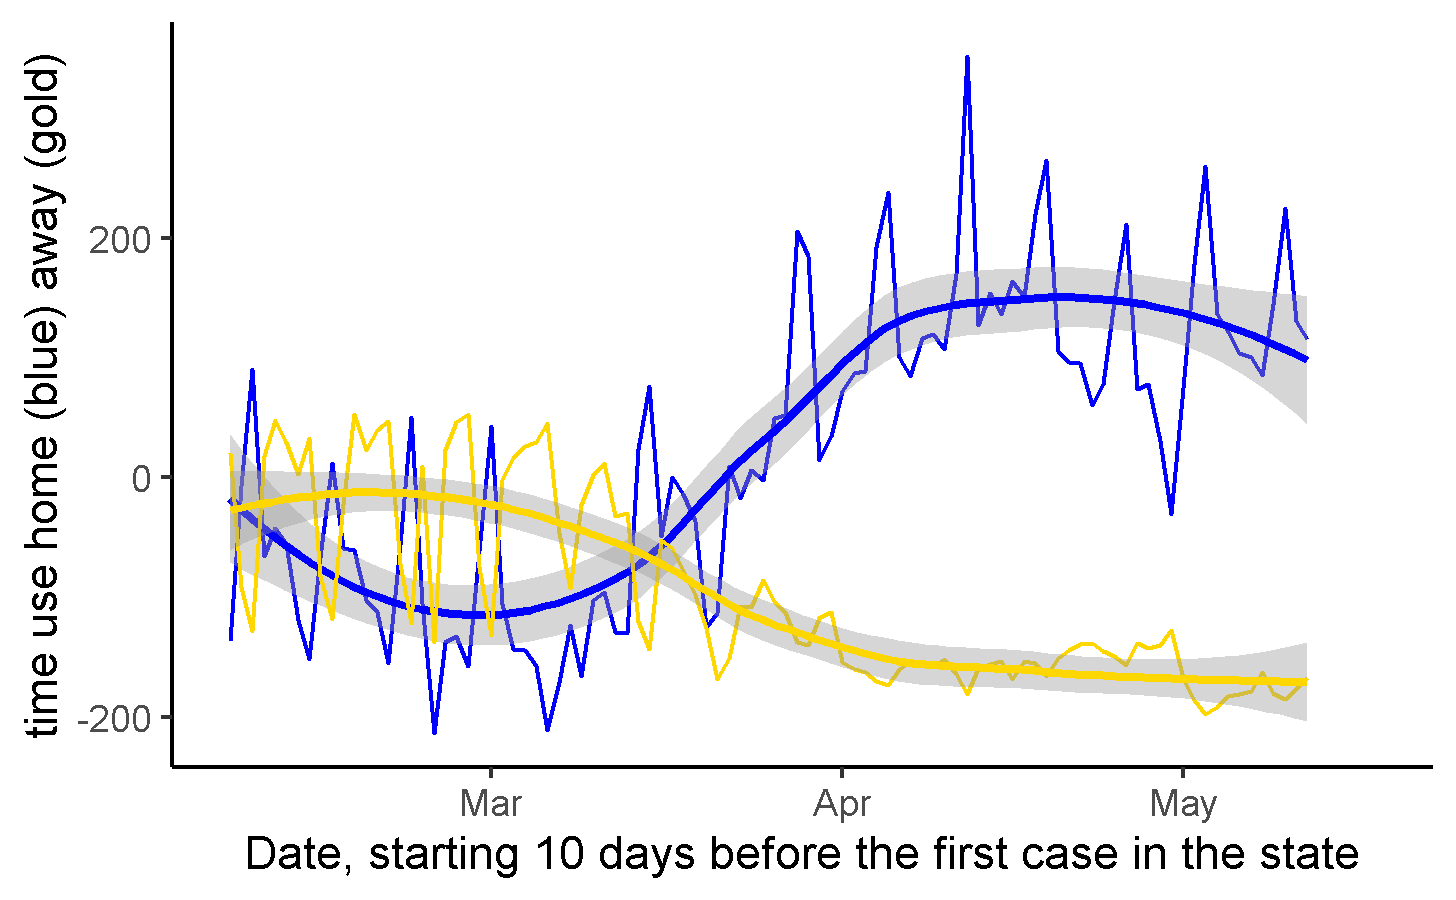 time use home (blue) away (gold)
200
0
-200
Mar
Apr
May
Date, starting 10 days before the first case in the state